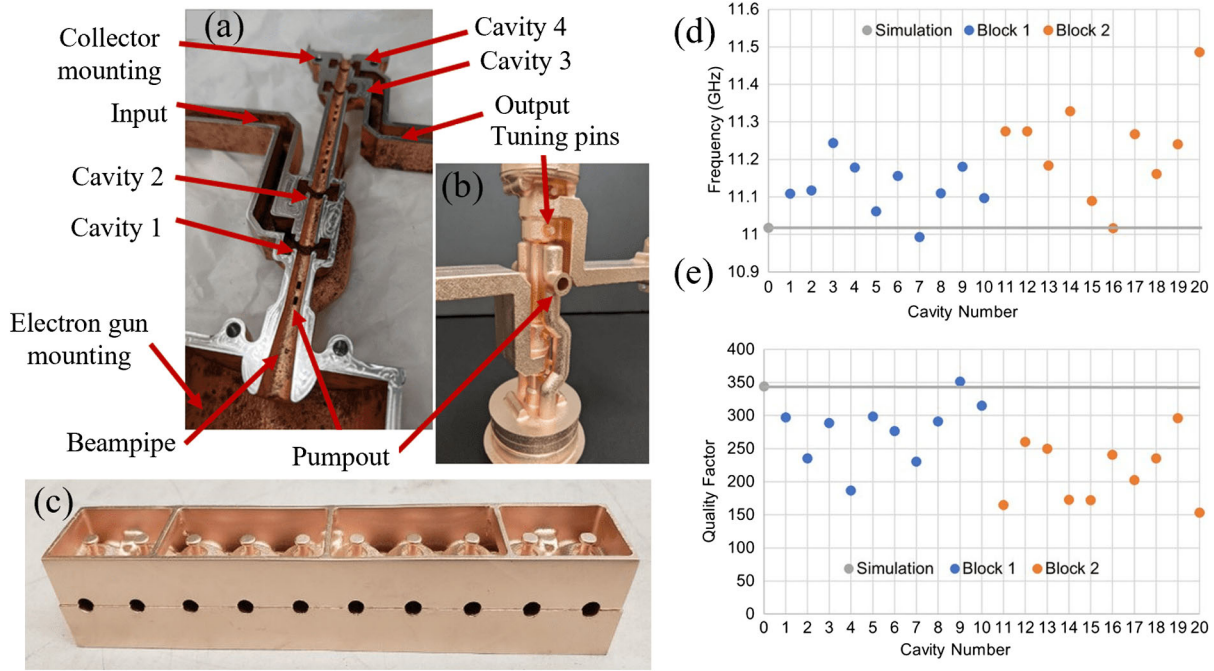 (a)
Collector
mounting
Input
Cavity 2
Cavity 1
Electron gun
mounting
Beampipe
Cavity 4
Cavity 3
Output
Tuning pins
(b)
Pumpout
(c)
(d)
11.6
11.5
11.4
11.3
11.2
11.1
11
10.9
Frequency (GHz)
Simulation Block 1 Block 2
0 1 2 3 4 5 6 7 8 9 10 11 12 13 14 15 16 17 18 19 20
Cavity Number
(e)
400
350
300
250
200
150
100
50
0
Quality Factor
Simulation Block 1 Block 2
0 1 2 3 4 5 6 7 8 9 10 11 12 13 14 15 16 17 18 19 20
Cavity Number